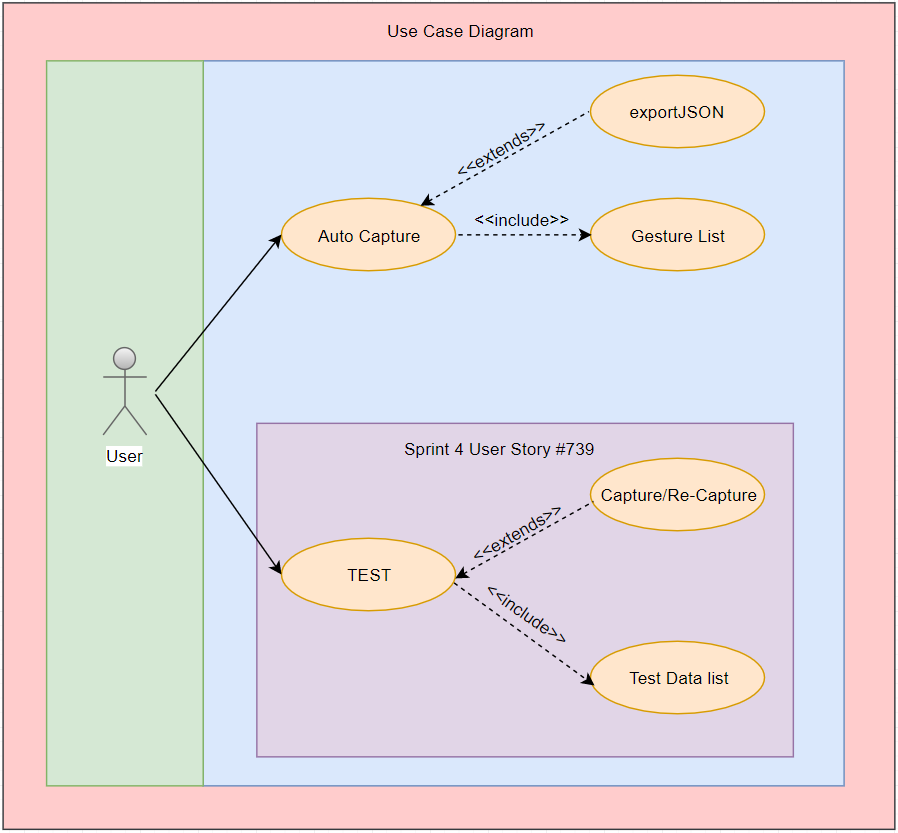 Use Case Diagram
exportJSON
<<extends>>
<<include>>
Auto Capture
Gesture List
User
Sprint 4 User Story #739
Capture/Re-Capture
<<extends>>
TEST
<<include>>
Test Data list